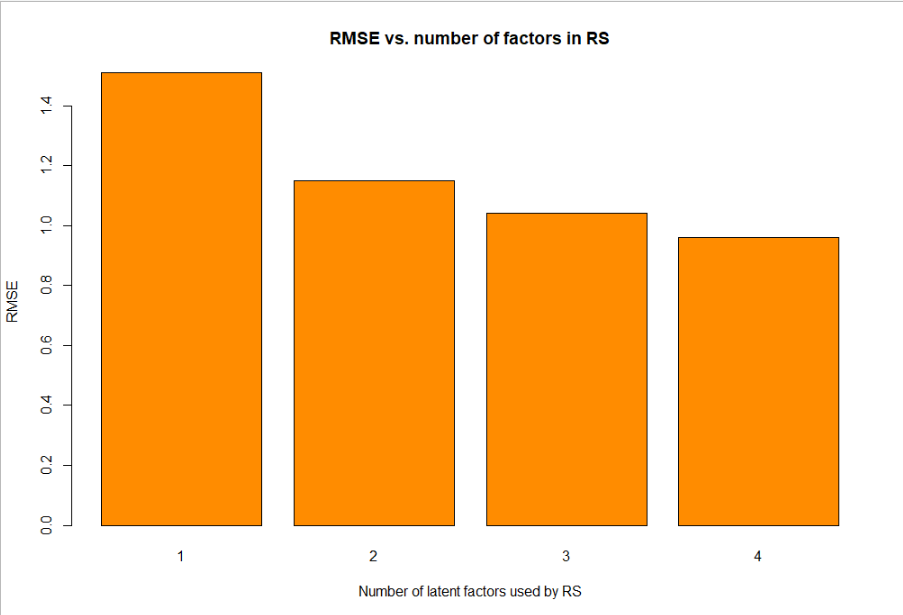 RMSE vs. number of factors in RS
1.4
1.2
1.0
0.8
0.6
0.4
0.2
0.0
RMSE
1 2 3 4
Number of latent factors used by RS